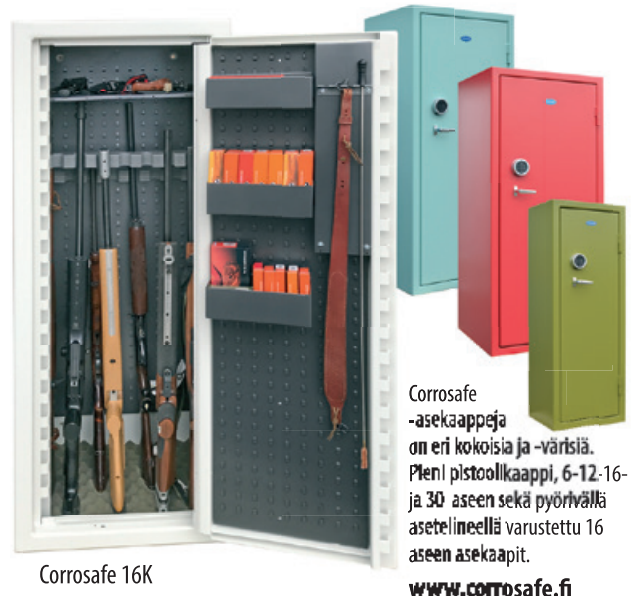 Corrosafe
-asekaappeja
on eri kokoisia ja -värisiä.
Pieni pistoolikaappi, 6-12-16-
ja 30 aseen sekä pyörivällä
asetelineellä varustettu 16
aseen asekaapit.
www.corrosafe.fi
Corrosafe 16K